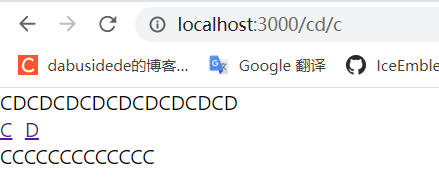 localhost:3000/cd/c
dabusidede的博客... Google 翻译 IceEmble
CDCDCDCDCDCDCDCDCD
C D
CCCCCCCCCCCCC